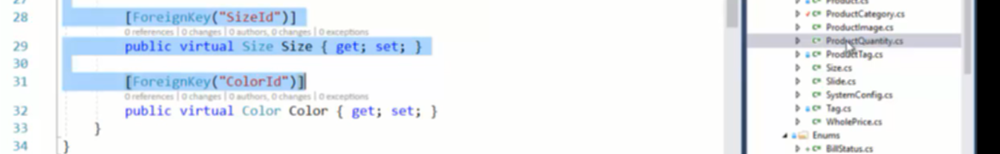 27
28 [ForeignKey("SizeId")]
0 references | 0 changes | 0 authors, 0 changes | 0 exceptions
29 public virtual Size Size { get; set; }
30
31 [ForeignKey("ColorId")]
0 references | 0 changes | 0 authors, 0 changes | 0 exceptions
32 public virtual Color Color { get; set; }
33 }
34 }
Product.cs
C# ProductCategory.cs
C# ProductImage.cs
C# ProductQuantity.cs
C# ProductTag.cs
C# Size.cs
C# Slide.cs
C# SystemConfig.cs
C# Tag.cs
C# WholePrice.cs
Enums
C# BillStatus.cs